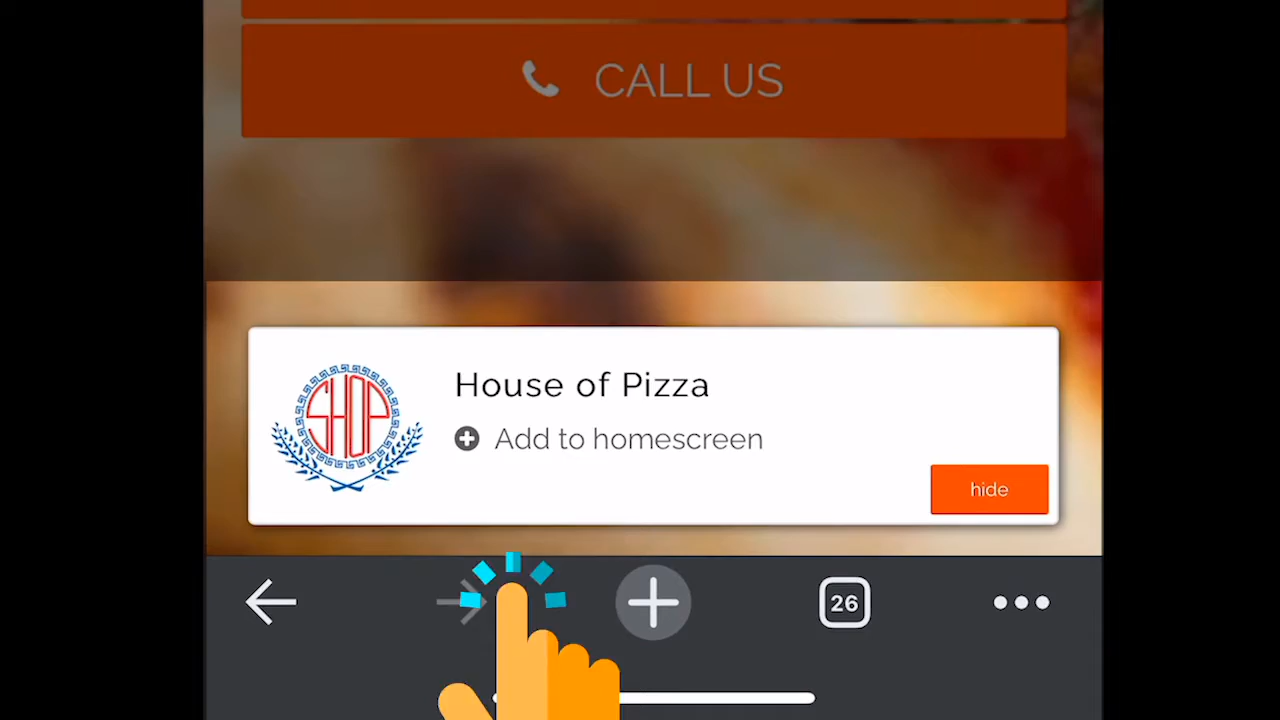 CALL US
House of Pizza
SHOP
Add to homescreen
hide
26